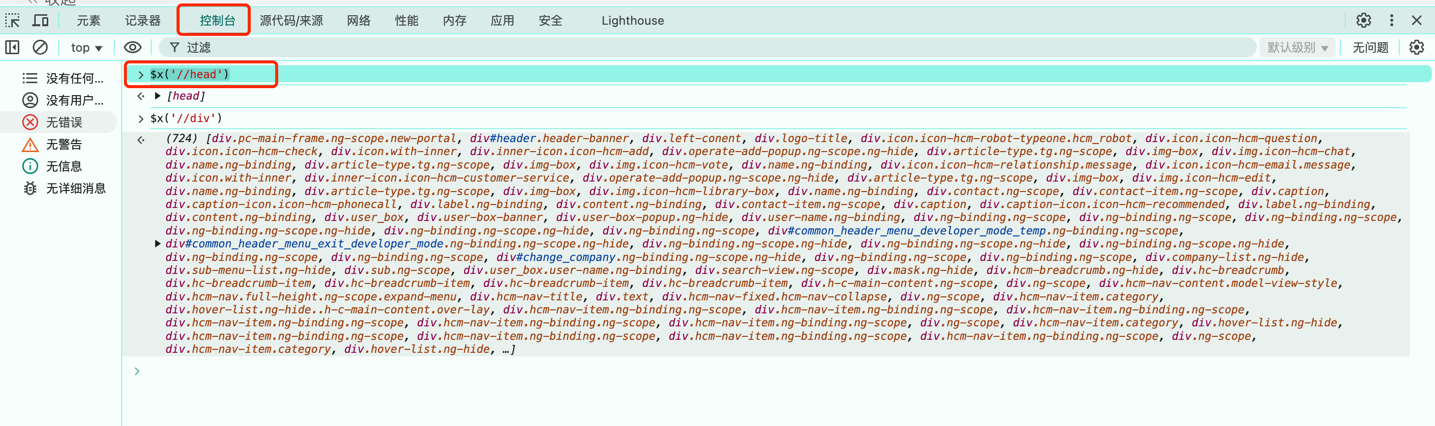 元素 记录器 控制台 源代码/来源 网络 性能 内存 应用 安全 Lighthouse
top ▼ 过滤 默认级别 ▼ 无问题
没有任何...
没有用户...
无错误
无警告
无信息
无详细消息
> $x('//head')
▶ [head]
> $x('//div')
(724) [div.pc-main-frame.ng-scope.new-portal, div#header.header-banner, div.left-conent, div.logo-title, div.icon.icon-hcm-robot-typeone.hcm_robot, div.icon.icon-hcm-question,
div.icon.icon-hcm-check, div.icon.with-inner, div.inner-icon.icon-hcm-add, div.operate-add-popup.ng-scope.ng-hide, div.article-type.tg.ng-scope, div.img-box, div.img.icon-hcm-chat,
div.name.ng-binding, div.article-type.tg.ng-scope, div.img-box, div.img.icon-hcm-vote, div.name.ng-binding, div.icon.icon-hcm-relationship.message, div.icon.icon-hcm-email.message,
div.icon.with-inner, div.inner-icon.icon-hcm-customer-service, div.operate-add-popup.ng-scope.ng-hide, div.article-type.tg.ng-scope, div.img-box, div.img.icon-hcm-edit,
div.name.ng-binding, div.article-type.tg.ng-scope, div.img-box, div.img.icon-hcm-library-box, div.name.ng-binding, div.contact.ng-scope, div.contact-item.ng-scope, div.caption,
div.caption-icon.icon-hcm-phonecall, div.label.ng-binding, div.content.ng-binding, div.contact-item.ng-scope, div.caption, div.caption-icon.icon-hcm-recommended, div.label.ng-binding,
div.content.ng-binding, div.user_box, div.user-box-banner, div.user-box-popup.ng-hide, div.user-name.ng-binding, div.ng-binding.ng-scope, div.ng-binding.ng-scope, div.ng-binding.ng-scope,
div.ng-binding.ng-scope.ng-hide, div.ng-binding.ng-scope.ng-hide, div.ng-binding.ng-scope, div#common_header_menu_developer_mode_temp.ng-binding.ng-scope,
▶ div#common_header_menu_exit_developer_mode.ng-binding.ng-scope.ng-hide, div.ng-binding.ng-scope.ng-hide, div.ng-binding.ng-scope.ng-hide, div.ng-binding.ng-scope.ng-hide,
div.ng-binding.ng-scope, div.ng-binding.ng-scope, div#change_company.ng-binding.ng-scope.ng-hide, div.ng-binding.ng-scope, div.ng-binding.ng-scope, div.company-list.ng-hide,
div.sub-menu-list.ng-hide, div.sub.ng-scope, div.user_box.user-name.ng-binding, div.search-view.ng-scope, div.mask.ng-hide, div.hcm-breadcrumb.ng-hide, div.hc-breadcrumb,
div.hc-breadcrumb-item, div.hc-breadcrumb-item, div.hc-breadcrumb-item, div.hc-breadcrumb-item, div.h-c-main-content.ng-scope, div.ng-scope, div.hcm-nav-content.model-view-style,
div.hcm-nav.full-height.ng-scope.expand-menu, div.hcm-nav-title, div.text, div.hcm-nav-fixed.hcm-nav-collapse, div.ng-scope, div.hcm-nav-item.category,
div.hover-list.ng-hide..h-c-main-content.over-lay, div.hcm-nav-item.ng-binding.ng-scope, div.hcm-nav-item.ng-binding.ng-scope,
div.hcm-nav-item.ng-binding.ng-scope, div.hcm-nav-item.ng-binding.ng-scope, div.ng-scope, div.hcm-nav-item.category, div.hover-list.ng-hide,
div.hcm-nav-item.ng-binding.ng-scope, div.hcm-nav-item.ng-binding.ng-scope, div.hcm-nav-item.ng-binding.ng-scope, div.ng-scope,
div.hcm-nav-item.category, div.hover-list.ng-hide, …]
>